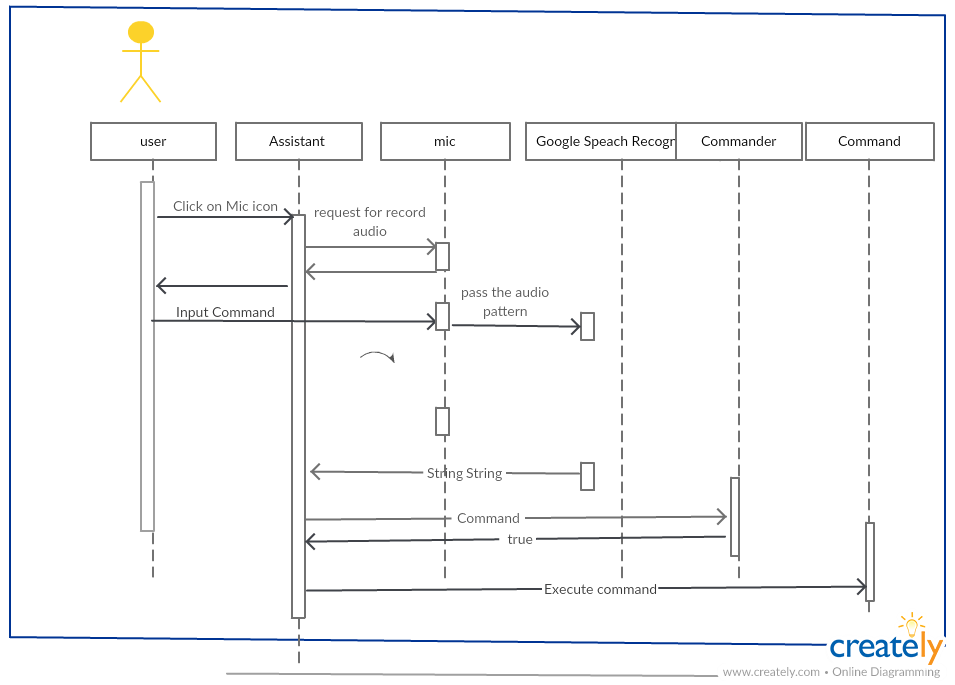 user
Assistant
mic
Google Speach Recogn
Commander
Command
Click on Mic icon
request for record
audio
pass the audio
pattern
Input Command
String String
Command
true
Execute command
creately
www.creately.com • Online Diagramming